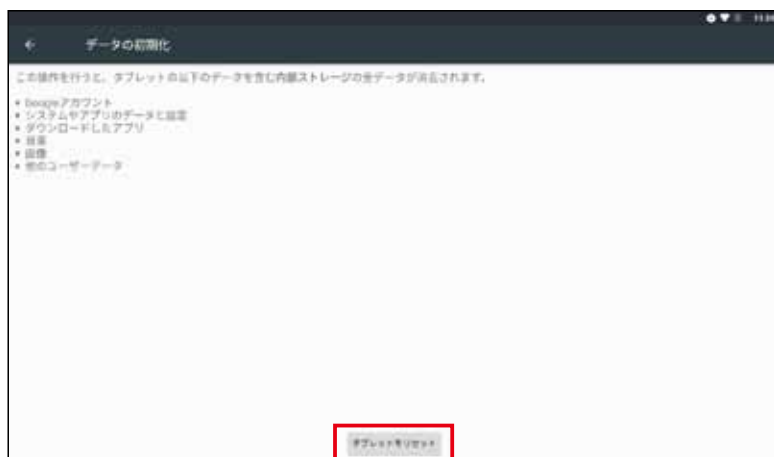 データの初期化
この操作を行うと、タブレットの以下のデータを含む内部ストレージの全データが消去されます。
• Googleアカウント
• システムやアプリのデータと設定
• ダウンロードしたアプリ
• 音楽
• 画像
• 他のユーザーデータ
タブレットをリセット